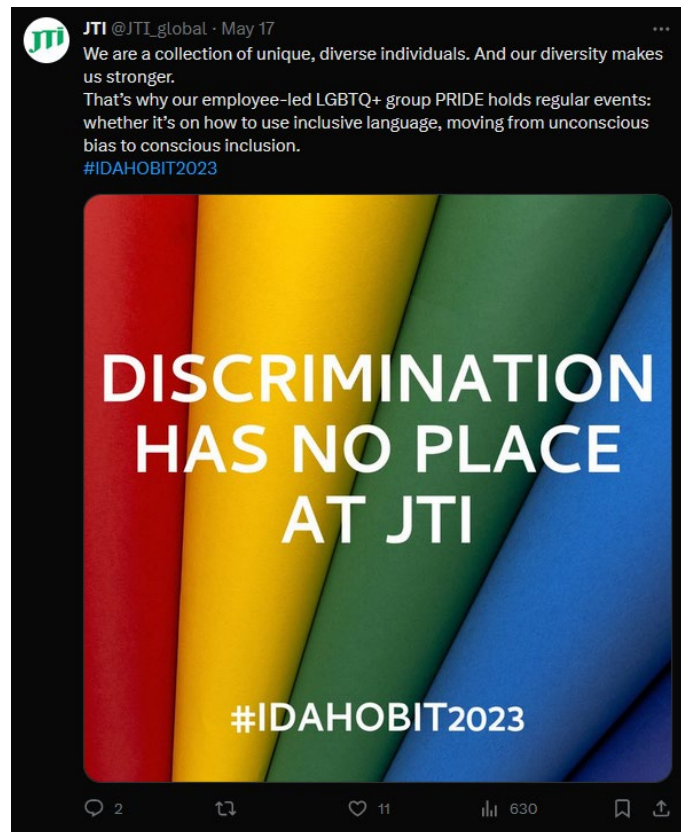 JTI
JTI @JTI_global · May 17
We are a collection of unique, diverse individuals. And our diversity makes
us stronger.
That’s why our employee-led LGBTQ+ group PRIDE holds regular events:
whether it’s on how to use inclusive language, moving from unconscious
bias to conscious inclusion.
#IDAHOBIT2023
DISCRIMINATION
HAS NO PLACE
AT JTI
#IDAHOBIT2023
2 11 630